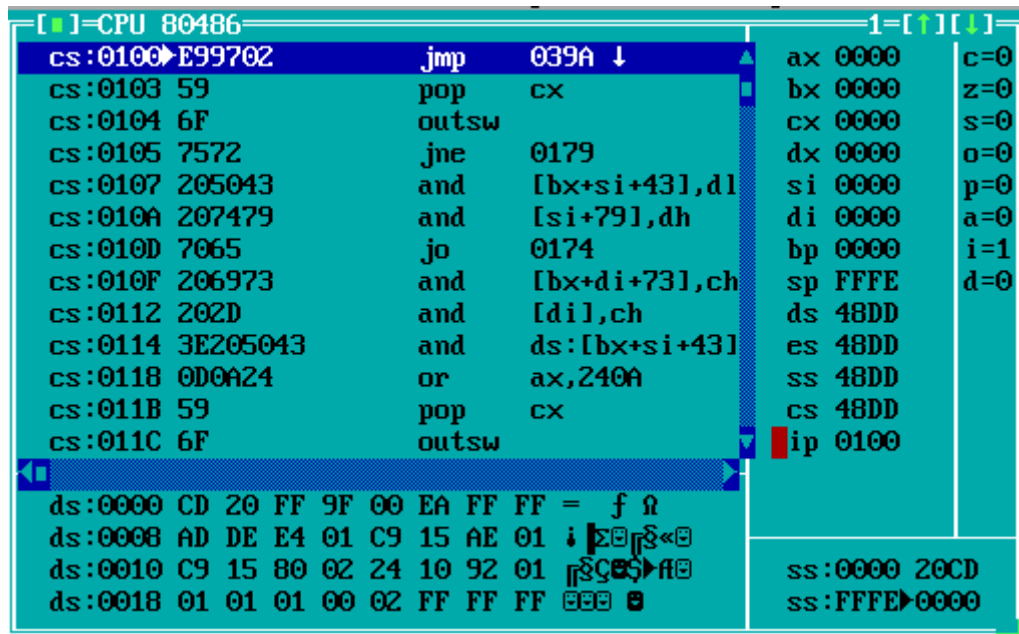 [■]=CPU 80486 1=[↑][↓]
cs:0100►E99702 jmp 039A ↓ ax 0000 c=0
cs:0103 59 pop cx bx 0000 z=0
cs:0104 6F outsw cx 0000 s=0
cs:0105 7572 jne 0179 dx 0000 o=0
cs:0107 205043 and [bx+si+43],dl si 0000 p=0
cs:010A 207479 and [si+79],dh di 0000 a=0
cs:010D 7065 jo 0174 bp 0000 i=1
cs:010F 206973 and [bx+di+73],ch sp FFFE d=0
cs:0112 202D and [di],ch ds 48DD
cs:0114 3E205043 and ds:[bx+si+43] es 48DD
cs:0118 0D0A24 or ax,240A ss 48DD
cs:011B 59 pop cx cs 48DD
cs:011C 6F outsw ip 0100
ds:0000 CD 20 FF 9F 00 EA FF FF = ƒ Ω
ds:0008 AD DE E4 01 C9 15 AE 01 ¡▐Σ☺╔§«☺
ds:0010 C9 15 80 02 24 10 92 01 ╔§Ç☻$►Æ☺ ss:0000 20CD
ds:0018 01 01 01 00 02 FF FF FF ☺☺☺ ☻ ss:FFFE►0000